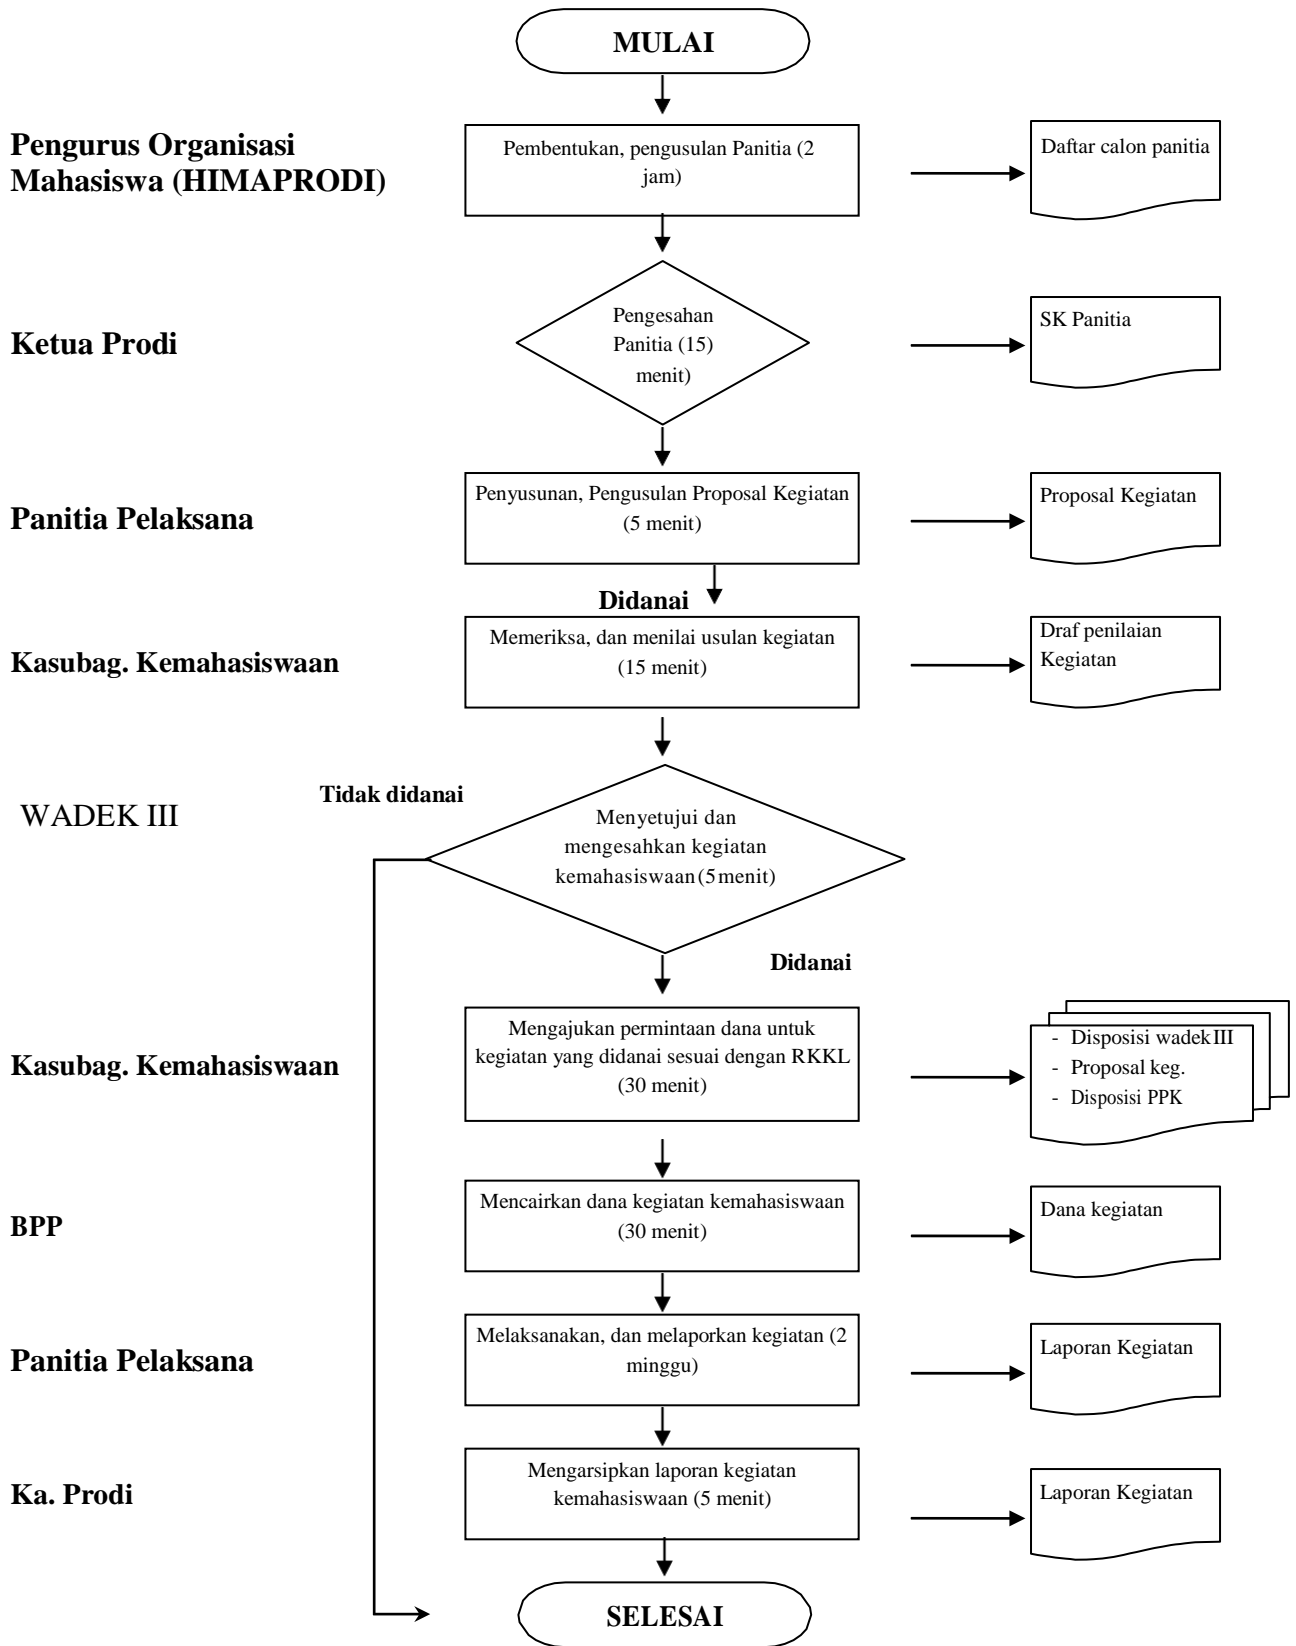 MULAI
Pengurus Organisasi
Mahasiswa (HIMAPRODI)
Pembentukan, pengusulan Panitia (2
jam)
Daftar calon panitia
Ketua Prodi
Pengesahan
Panitia (15)
menit)
SK Panitia
Panitia Pelaksana
Penyusunan, Pengusulan Proposal Kegiatan
(5 menit)
Proposal Kegiatan
Didanai
Kasubag. Kemahasiswaan
Memeriksa, dan menilai usulan kegiatan
(15 menit)
Draf penilaian
Kegiatan
WADEK III
Tidak didanai
Menyetujui dan
mengesahkan kegiatan
kemahasiswaan (5 menit)
Didanai
Kasubag. Kemahasiswaan
Mengajukan permintaan dana untuk
kegiatan yang didanai sesuai dengan RKKL
(30 menit)
- Disposisi wadek III
- Proposal keg.
- Disposisi PPK
BPP
Mencairkan dana kegiatan kemahasiswaan
(30 menit)
Dana kegiatan
Panitia Pelaksana
Melaksanakan, dan melaporkan kegiatan (2
minggu)
Laporan Kegiatan
Ka. Prodi
Mengarsipkan laporan kegiatan
kemahasiswaan (5 menit)
Laporan Kegiatan
SELESAI